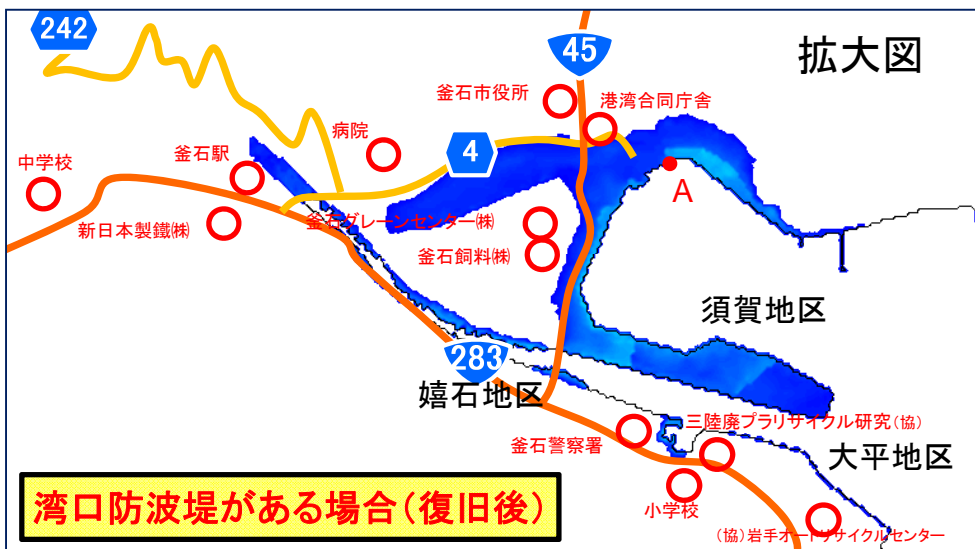 242
45
拡大図
釜石市役所
港湾合同庁舎
病院
4
釜石駅
中学校
A
新日本製鐵㈱
釜石グレーンセンター㈱
釜石飼料㈱
須賀地区
283
嬉石地区
三陸廃プラリサイクル研究(協)
釜石警察署
大平地区
小学校
湾口防波堤がある場合(復旧後)
(協)岩手オートリサイクルセンター